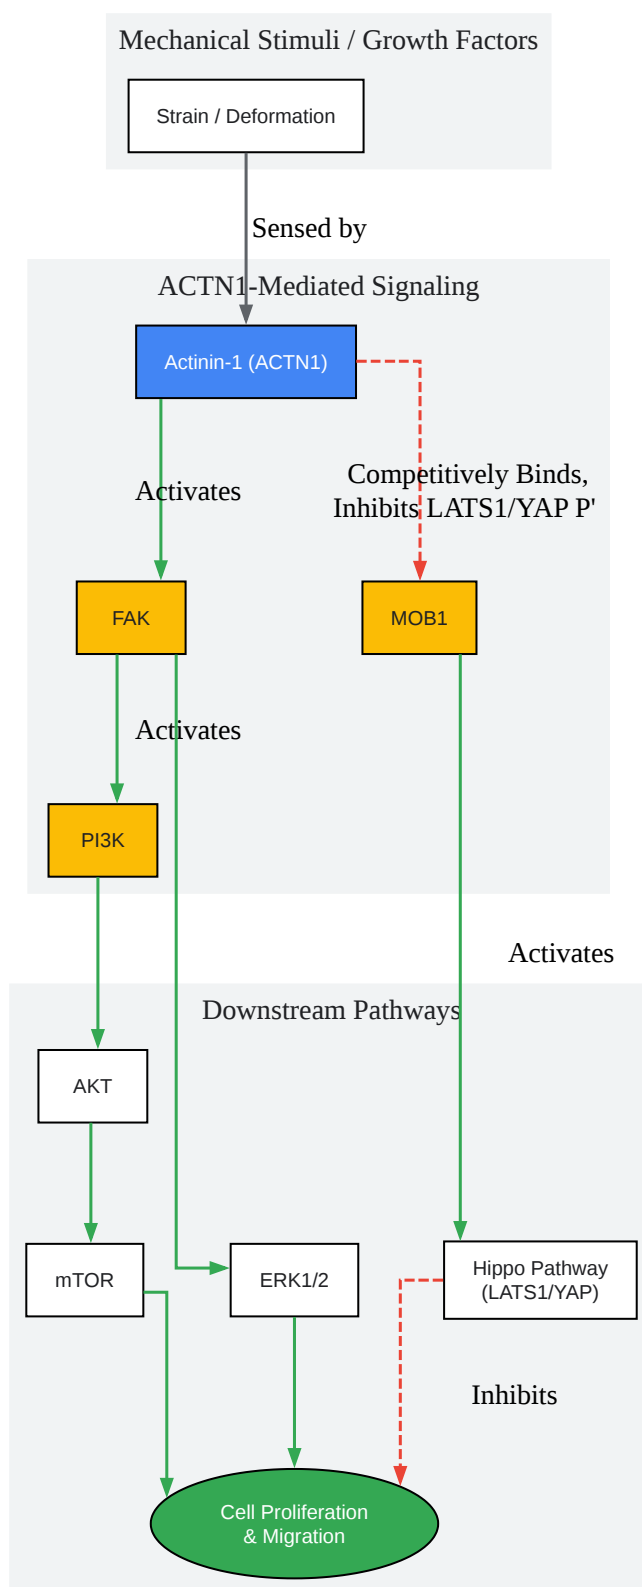 Mechanical Stimuli / Growth Factors
Strain / Deformation
Sensed by
ACTN1-Mediated Signaling
Actinin-1 (ACTN1)
Activates
Competitively Binds,
Inhibits LATS1/YAP P'
FAK
MOB1
Activates
PI3K
Activates
Downstream Pathways
AKT
mTOR
ERK1/2
Hippo Pathway
(LATS1/YAP)
Inhibits
Cell Proliferation
& Migration